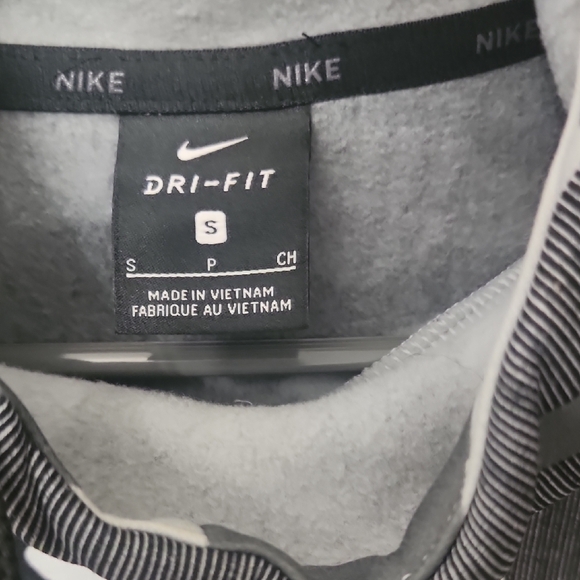 NIKE NIKE NIKE
DRI-FIT
S
S P CH
MADE IN VIETNAM
FABRIQUE AU VIETNAM